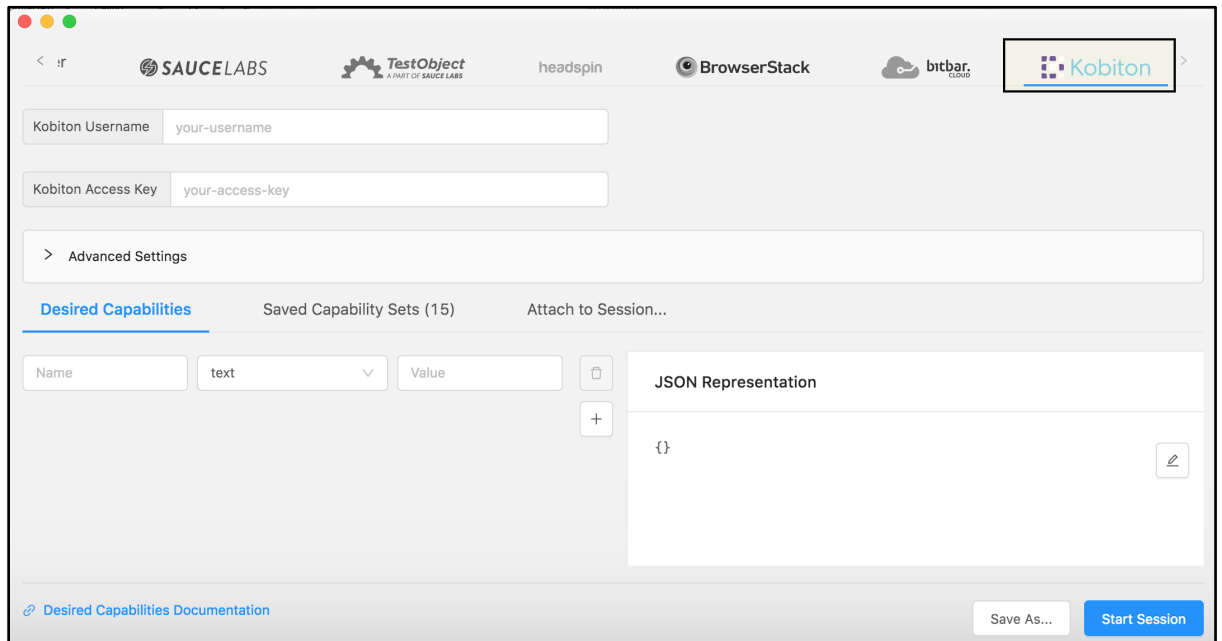 er
SAUCELABS
TestObject
A PART OF SAUCE LABS
headspin
BrowserStack
bitbar.
CLOUD
Kobiton
Kobiton Username
your-username
Kobiton Access Key
your-access-key
Advanced Settings
Desired Capabilities
Saved Capability Sets (15)
Attach to Session...
Name
text
Value
JSON Representation
{}
Desired Capabilities Documentation
Save As...
Start Session